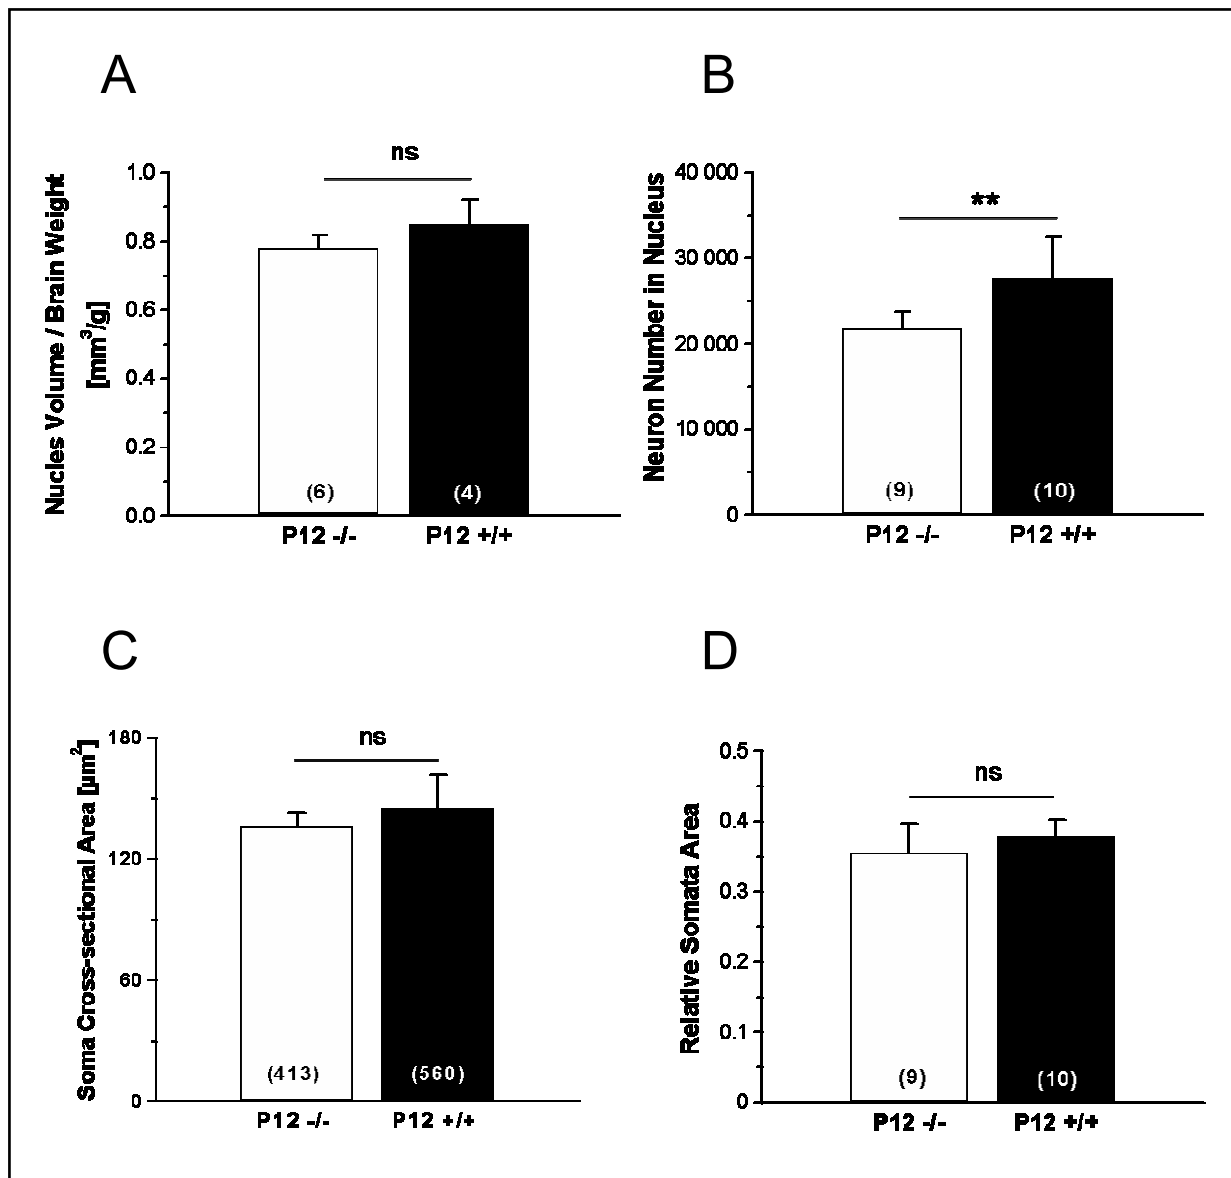 A
Nucles Volume / Brain Weight
[mm³/g]
ns
1.0
0.8
0.6
0.4
0.2
0.0
(6)
(4)
P12 -/-
P12 +/+
B
Neuron Number in Nucleus
**
40 000
30 000
20 000
10 000
0
(9)
(10)
P12 -/-
P12 +/+
C
Soma Cross-sectional Area [µm²]
ns
180
120
60
0
(413)
(560)
P12 -/-
P12 +/+
D
Relative Somata Area
ns
0.5
0.4
0.3
0.2
0.1
0
(9)
(10)
P12 -/-
P12 +/+